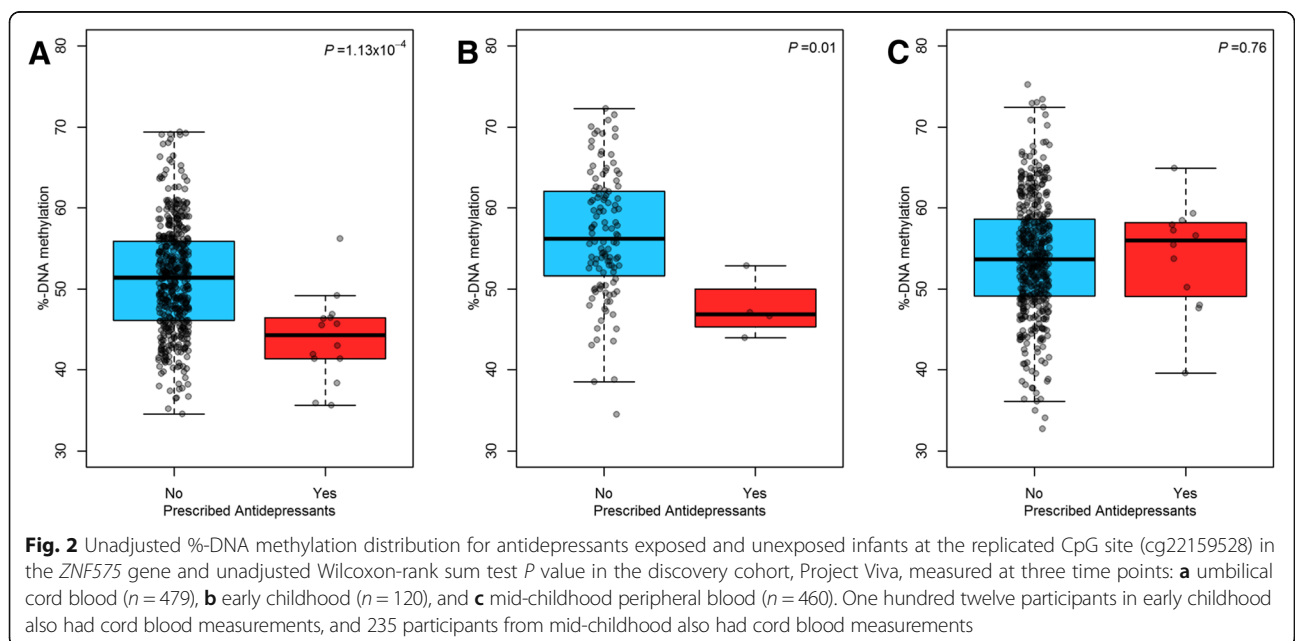 A
P =1.13x10⁻⁴
80
70
60
50
40
30
%-DNA methylation
No
Yes
Prescribed Antidepressants
B
P =0.01
80
70
60
50
40
30
%-DNA methylation
No
Yes
Prescribed Antidepressants
C
P =0.76
80
70
60
50
40
30
%-DNA methylation
No
Yes
Prescribed Antidepressants
Fig. 2 Unadjusted %-DNA methylation distribution for antidepressants exposed and unexposed infants at the replicated CpG site (cg22159528) in
the ZNF575 gene and unadjusted Wilcoxon-rank sum test P value in the discovery cohort, Project Viva, measured at three time points: a umbilical
cord blood (n = 479), b early childhood (n = 120), and c mid-childhood peripheral blood (n = 460). One hundred twelve participants in early childhood
also had cord blood measurements, and 235 participants from mid-childhood also had cord blood measurements